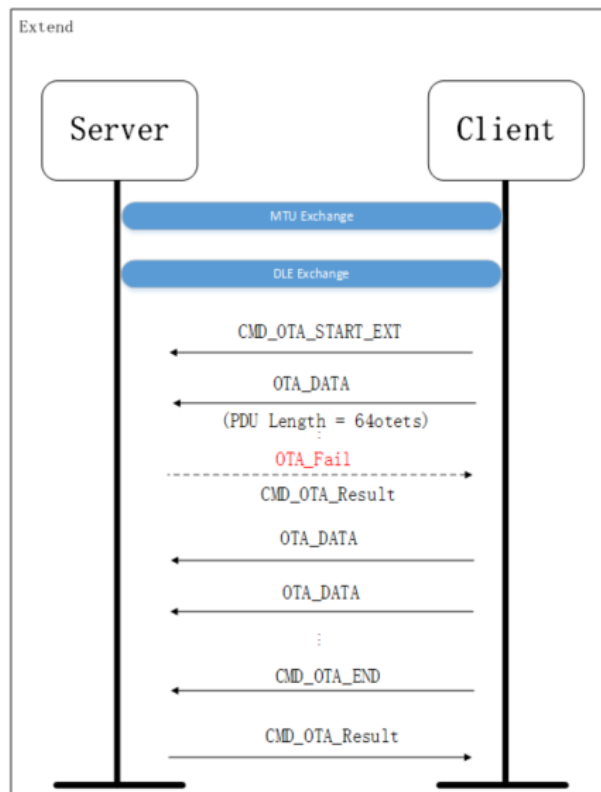 Extend
Server
Client
MTU Exchange
DLE Exchange
CMD_OTA_START_EXT
OTA_DATA
(PDU Length = 64otets)
OTA_Fail
CMD_OTA_Result
OTA_DATA
OTA_DATA
CMD_OTA_END
CMD_OTA_Result